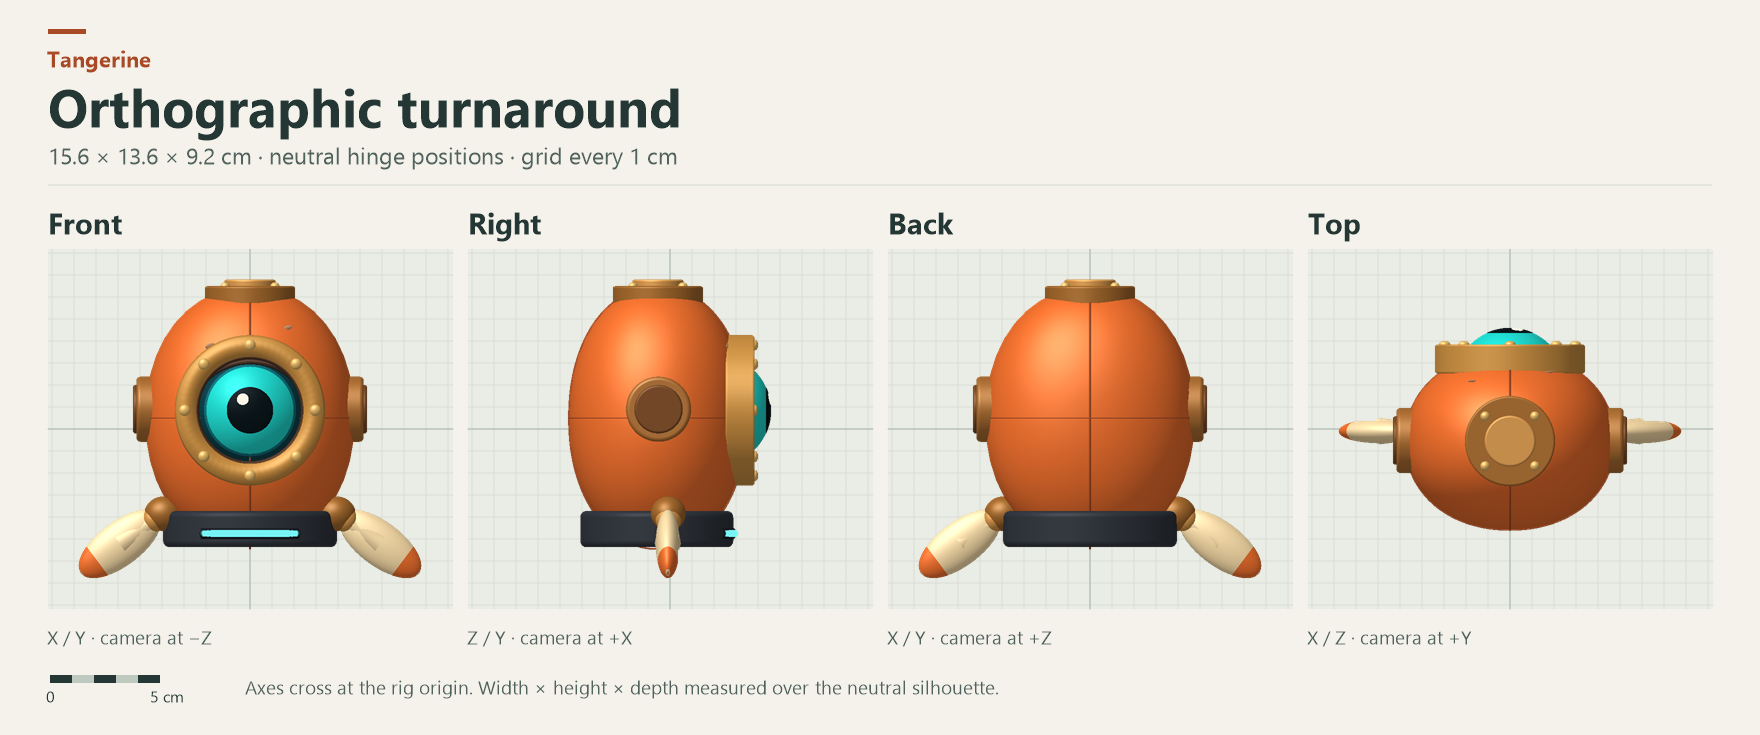 Tangerine
Orthographic turnaround
15.6 × 13.6 × 9.2 cm · neutral hinge positions · grid every 1 cm
Front
Right
Back
Top
X / Y · camera at −Z
Z / Y · camera at +X
X / Y · camera at +Z
X / Z · camera at +Y
0
5 cm
Axes cross at the rig origin. Width × height × depth measured over the neutral silhouette.